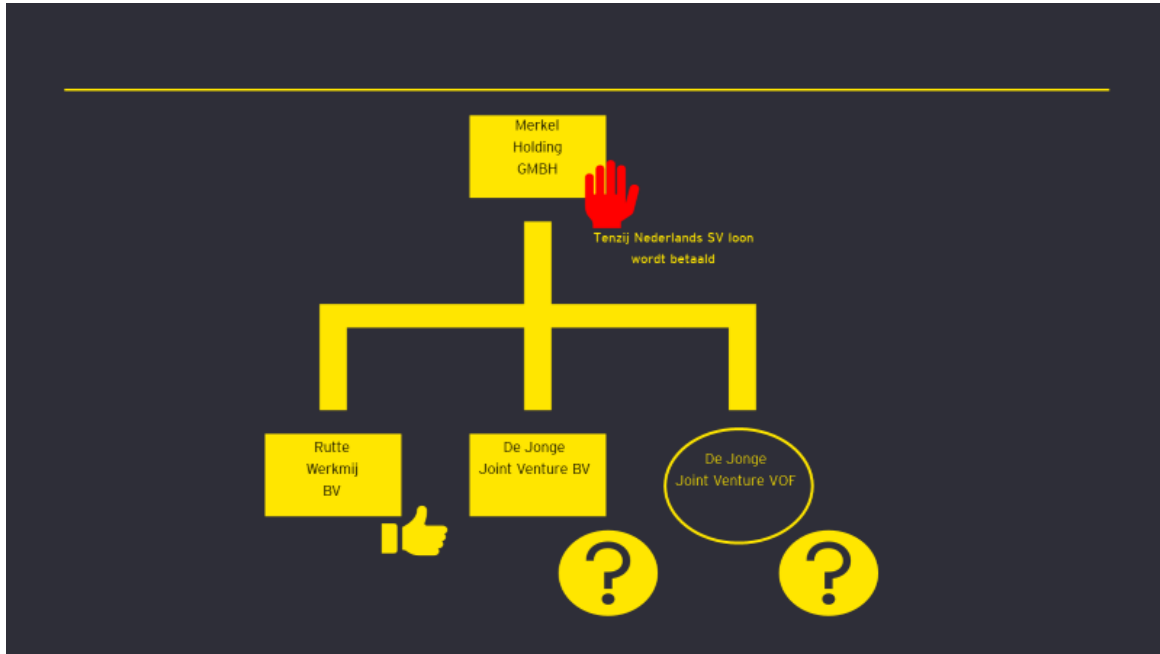 Merkel
Holding
GMBH
Tenzij Nederlands SV loon
wordt betaald
Rutte
Werkmij
BV
De Jonge
Joint Venture BV
De Jonge
Joint Venture VOF
?
?